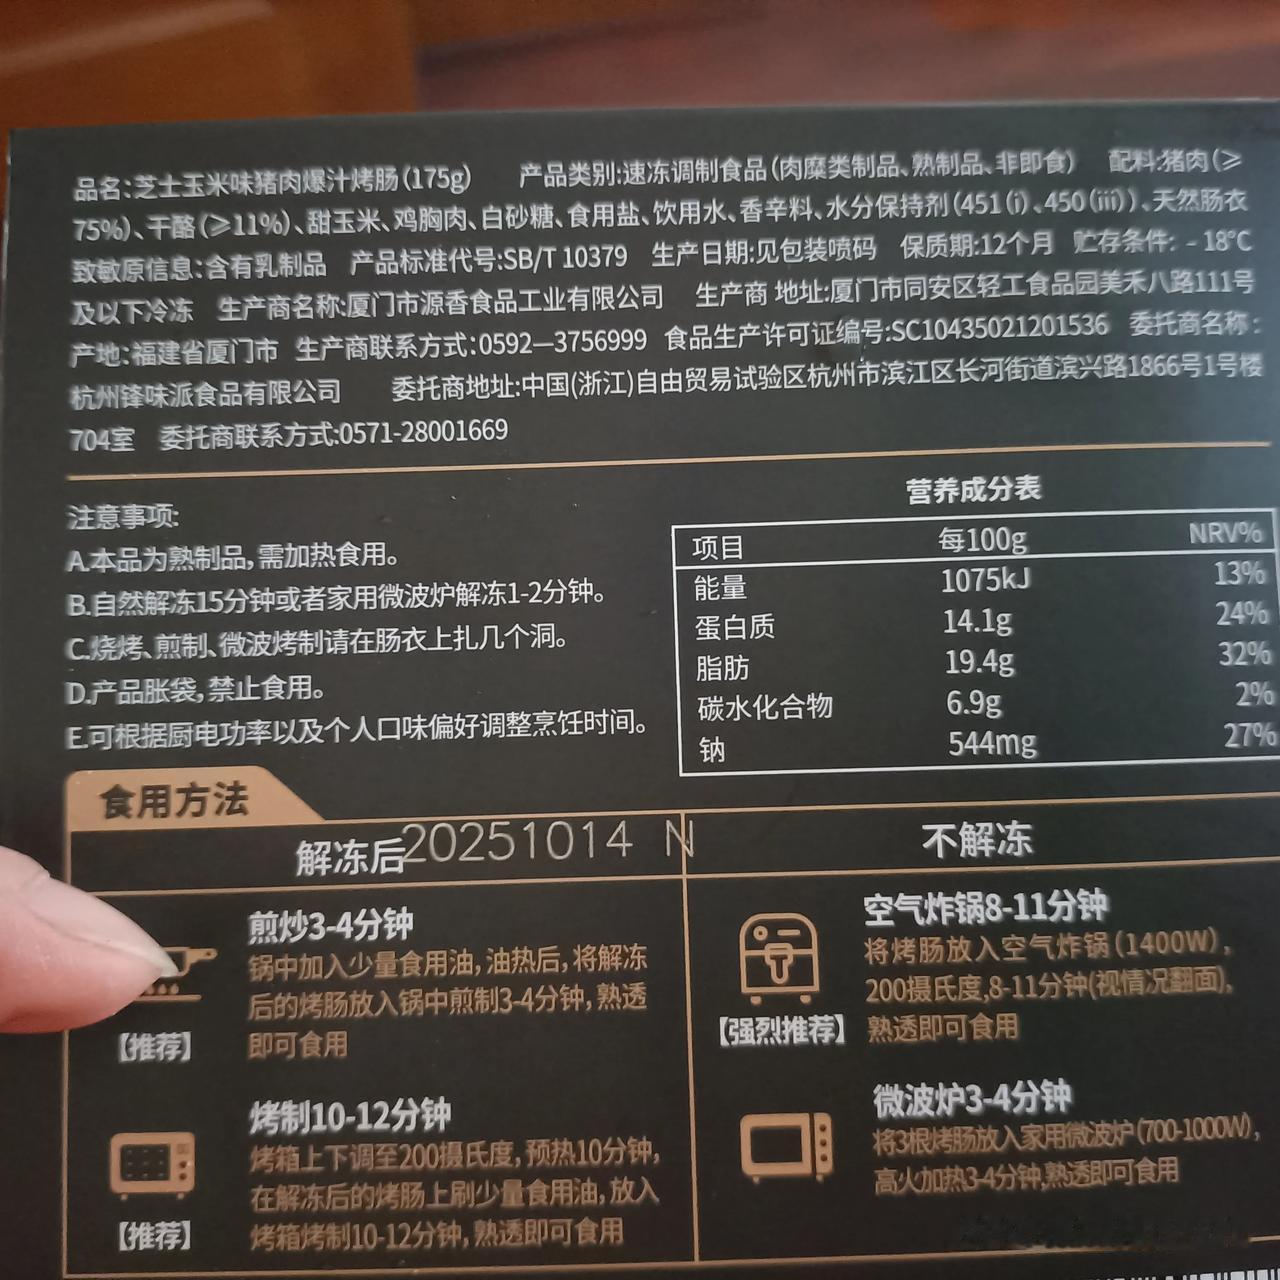 品名:芝士玉米味猪肉爆汁烤肠(175g) 产品类别:速冻调制食品(肉糜类制品、熟制品、非即食) 配料:猪肉(≥
75%)、干酪(≥11%)、甜玉米、鸡胸肉、白砂糖、食用盐、饮用水、香辛料、水分保持剂(451(i)、450(iii))、天然肠衣
致敏原信息:含有乳制品 产品标准代号:SB/T 10379 生产日期:见包装喷码 保质期:12个月 贮存条件: -18°C
及以下冷冻 生产商名称:厦门市源香食品工业有限公司 生产商 地址:厦门市同安区轻工食品园美禾八路111号
产地:福建省厦门市 生产商联系方式:0592—3756999 食品生产许可证编号:SC10435021201536 委托商名称:
杭州锋味派食品有限公司 委托商地址:中国(浙江)自由贸易试验区杭州市滨江区长河街道滨兴路1866号1号楼
704室 委托商联系方式:0571-28001669
注意事项:
A.本品为熟制品,需加热食用。
B.自然解冻15分钟或者家用微波炉解冻1-2分钟。
C.烧烤、煎制、微波烤制请在肠衣上扎几个洞。
D.产品胀袋,禁止食用。
E.可根据厨电功率以及个人口味偏好调整烹饪时间。
营养成分表
项目 每100g NRV%
能量 1075kJ 13%
蛋白质 14.1g 24%
脂肪 19.4g 32%
碳水化合物 6.9g 2%
钠 544mg 27%
食用方法
解冻后
20251014 N
煎炒3-4分钟
锅中加入少量食用油,油热后,将解冻
后的烤肠放入锅中煎制3-4分钟,熟透
即可食用
【推荐】
烤制10-12分钟
烤箱上下调至200摄氏度,预热10分钟,
在解冻后的烤肠上刷少量食用油,放入
烤箱烤制10-12分钟,熟透即可食用
【推荐】
不解冻
空气炸锅8-11分钟
将烤肠放入空气炸锅(1400W),
200摄氏度,8-11分钟(视情况翻面),
熟透即可食用
【强烈推荐】
微波炉3-4分钟
将3根烤肠放入家用微波炉(700-1000W),
高火加热3-4分钟,熟透即可食用